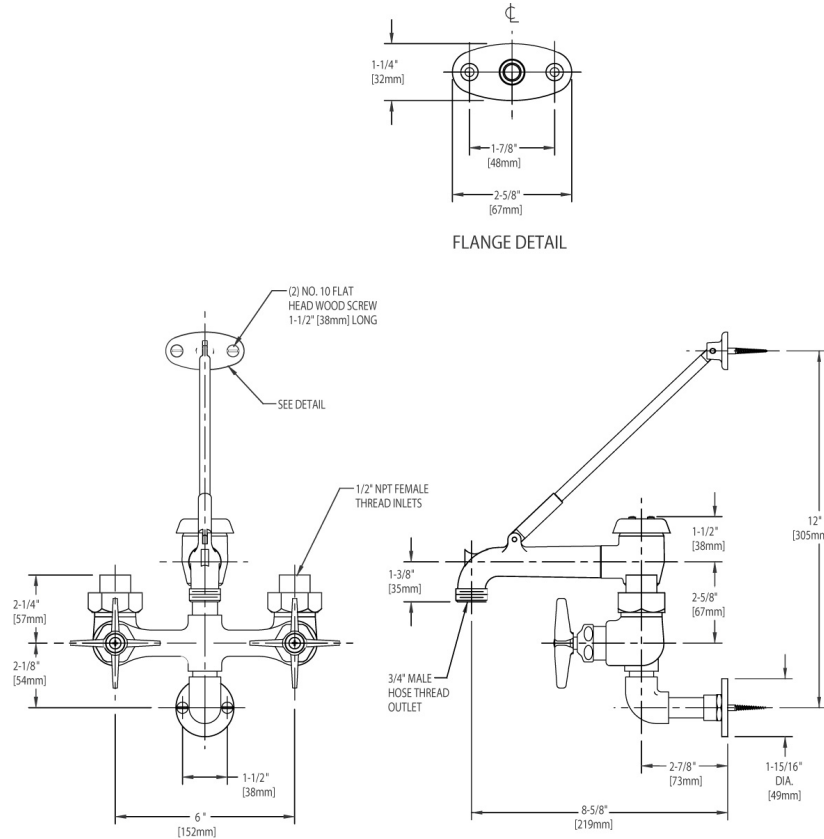 ℄
1-1/4"
[32mm]
1-7/8"
[48mm]
2-5/8"
[67mm]
FLANGE DETAIL
(2) NO. 10 FLAT
HEAD WOOD SCREW
1-1/2" [38mm] LONG
SEE DETAIL
1/2" NPT FEMALE
THREAD INLETS
2-1/4"
[57mm]
2-1/8"
[54mm]
1-1/2"
[38mm]
6"
[152mm]
12"
[305mm
1-1/2"
[38mm]
1-3/8"
[35mm]
2-5/8"
[67mm]
3/4" MALE
HOSE THREAD
OUTLET
2-7/8"
[73mm]
1-15/16"
DIA.
[49mm]
8-5/8"
[219mm]